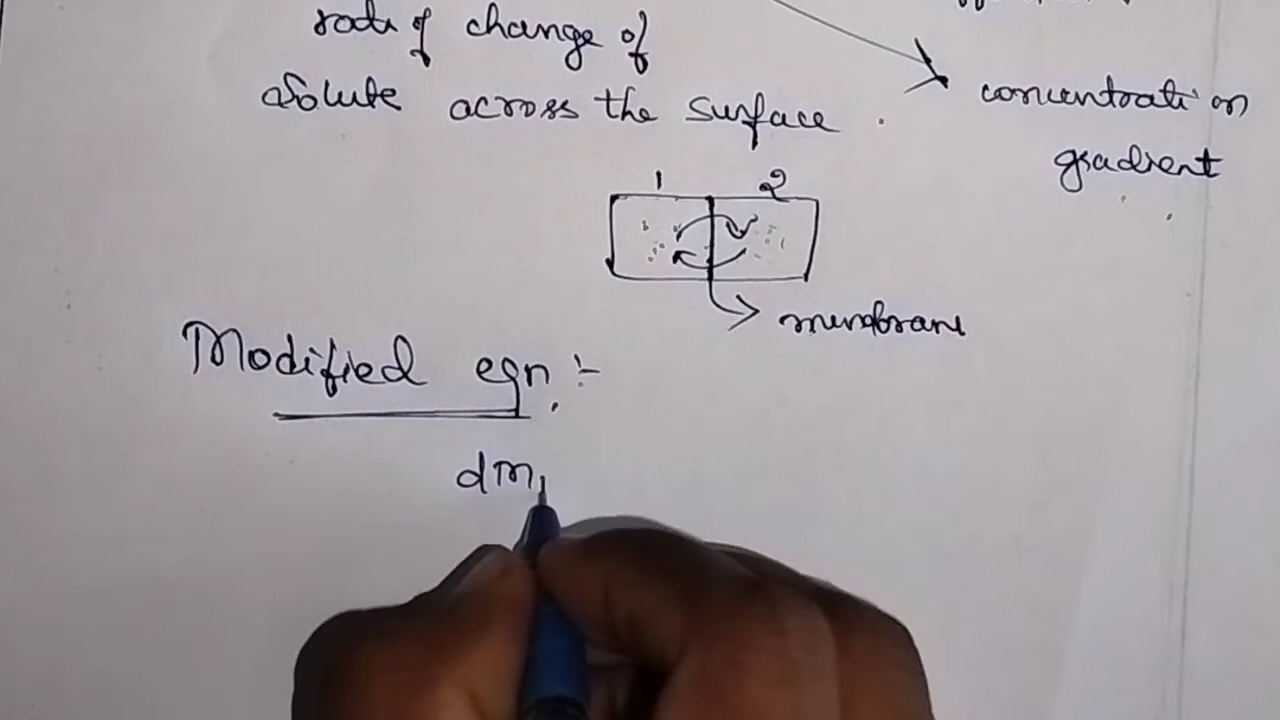 rate of change of
solute across the surface.
concentration
gradient
1 2
membrane
Modified eqn :-
dm